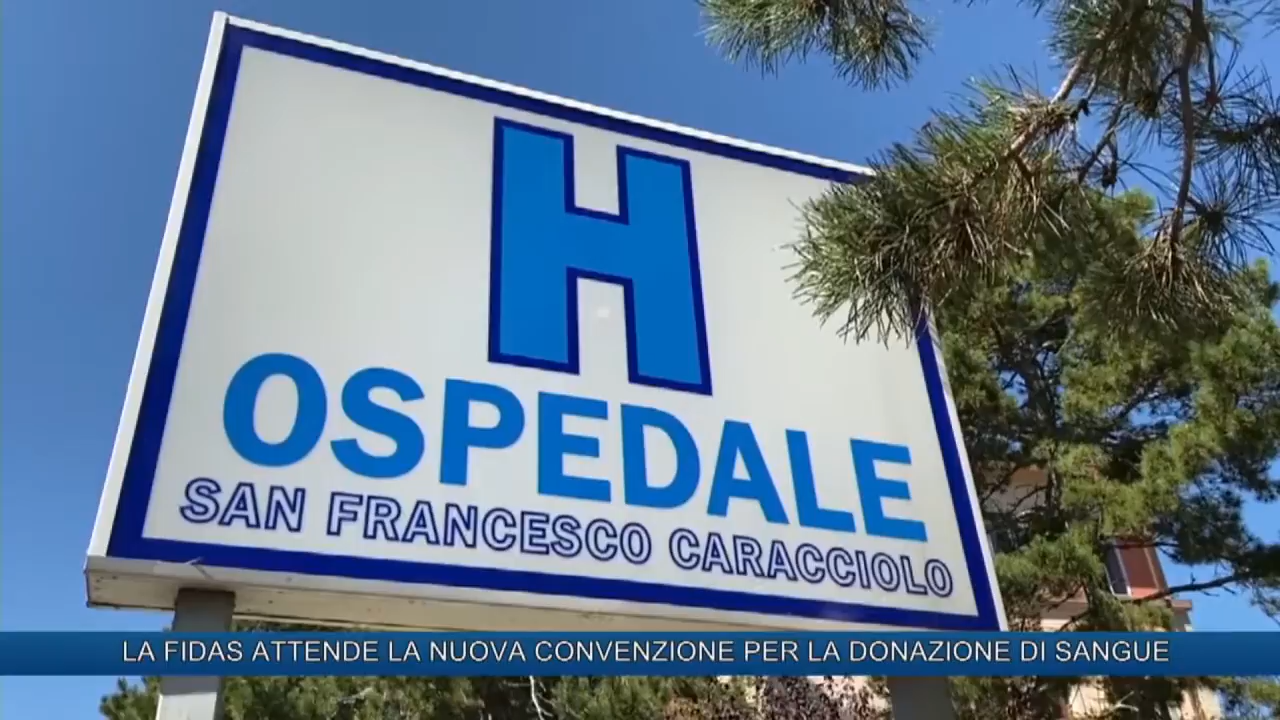 H
OSPEDALE
SAN FRANCESCO CARACCIOLO
LA FIDAS ATTENDE LA NUOVA CONVENZIONE PER LA DONAZIONE DI SANGUE